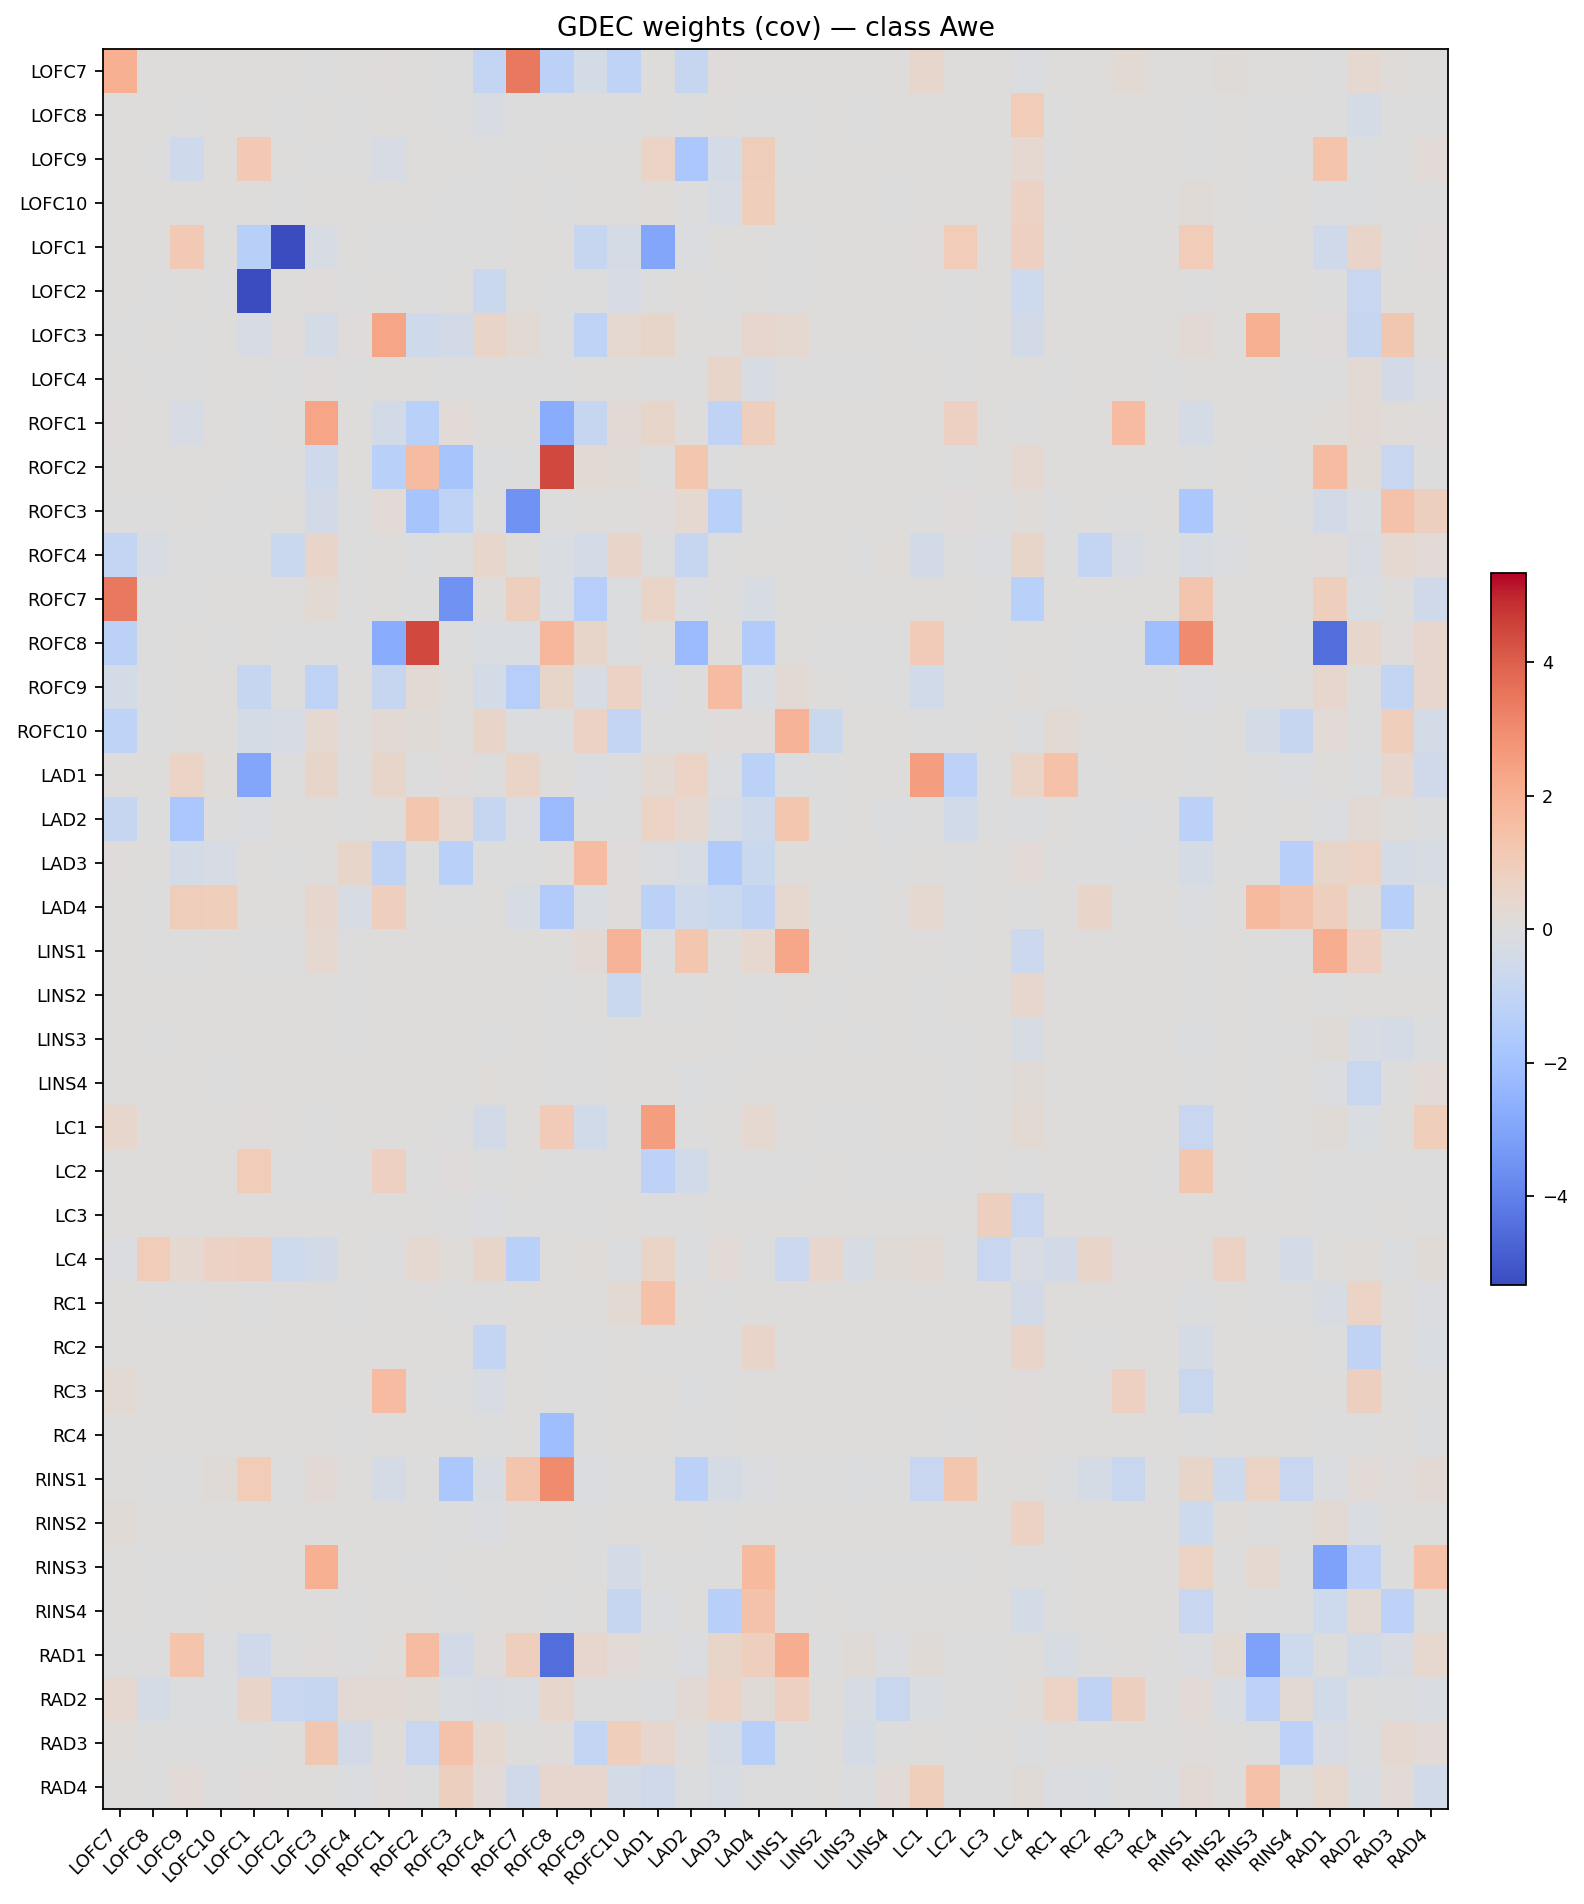 GDEC weights (cov) — class Awe
LOFC7
LOFC8
LOFC9
LOFC10
LOFC1
LOFC2
LOFC3
LOFC4
ROFC1
ROFC2
ROFC3
ROFC4
ROFC7
ROFC8
ROFC9
ROFC10
LAD1
LAD2
LAD3
LAD4
LINS1
LINS2
LINS3
LINS4
LC1
LC2
LC3
LC4
RC1
RC2
RC3
RC4
RINS1
RINS2
RINS3
RINS4
RAD1
RAD2
RAD3
RAD4
LOFC7
LOFC8
LOFC9
LOFC10
LOFC1
LOFC2
LOFC3
LOFC4
ROFC1
ROFC2
ROFC3
ROFC4
ROFC7
ROFC8
ROFC9
ROFC10
LAD1
LAD2
LAD3
LAD4
LINS1
LINS2
LINS3
LINS4
LC1
LC2
LC3
LC4
RC1
RC2
RC3
RC4
RINS1
RINS2
RINS3
RINS4
RAD1
RAD2
RAD3
RAD4
4
2
0
−2
−4